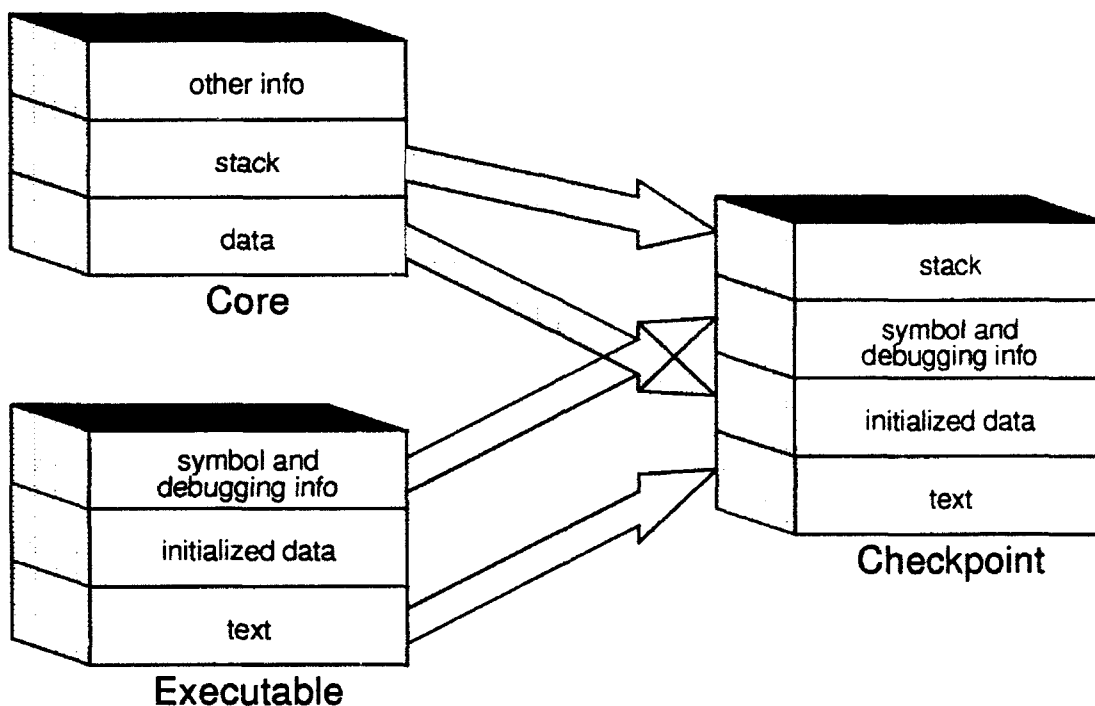 other info
stack
data
Core
symbol and
debugging info
initialized data
text
Executable
stack
symbol and
debugging info
initialized data
text
Checkpoint